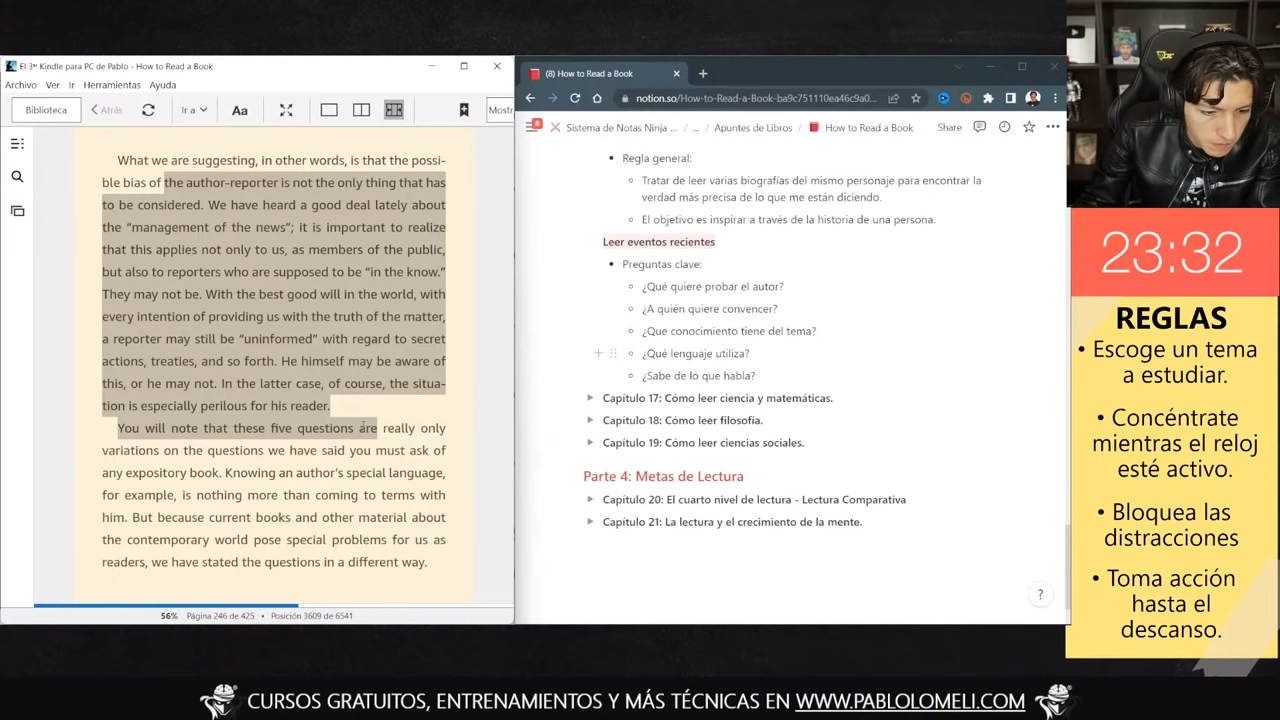 El 3er Kindle para PC de Pablo - How to Read a Book
Archivo Ver Ir Herramientas Ayuda
Biblioteca
Atrás
Ir a
Aa
Mostr
What we are suggesting, in other words, is that the possi-
ble bias of the author-reporter is not the only thing that has
to be considered. We have heard a good deal lately about
the “management of the news”; it is important to realize
that this applies not only to us, as members of the public,
but also to reporters who are supposed to be “in the know.”
They may not be. With the best good will in the world, with
every intention of providing us with the truth of the matter,
a reporter may still be “uninformed” with regard to secret
actions, treaties, and so forth. He himself may be aware of
this, or he may not. In the latter case, of course, the situa-
tion is especially perilous for his reader.
You will note that these five questions are really only
variations on the questions we have said you must ask of
any expository book. Knowing an author’s special language,
for example, is nothing more than coming to terms with
him. But because current books and other material about
the contemporary world pose special problems for us as
readers, we have stated the questions in a different way.
56% Página 246 de 425 • Posición 3609 de 6541
(8) How to Read a Book
notion.so/How-to-Read-a-Book-ba9c751110ea46c9a0...
8
Sistema de Notas Ninja ... / ... / Apuntes de Libros / How to Read a Book
Share
• Regla general:
Tratar de leer varias biografías del mismo personaje para encontrar la
verdad más precisa de lo que me están diciendo.
El objetivo es inspirar a través de la historia de una persona.
Leer eventos recientes
• Preguntas clave:
¿Qué quiere probar el autor?
¿A quién quiere convencer?
¿Que conocimiento tiene del tema?
¿Qué lenguaje utiliza?
¿Sabe de lo que habla?
Capítulo 17: Cómo leer ciencia y matemáticas.
Capítulo 18: Cómo leer filosofía.
Capítulo 19: Cómo leer ciencias sociales.
Parte 4: Metas de Lectura
Capítulo 20: El cuarto nivel de lectura - Lectura Comparativa
Capítulo 21: La lectura y el crecimiento de la mente.
?
23:32
REGLAS
• Escoge un tema
a estudiar.
• Concéntrate
mientras el reloj
esté activo.
• Bloquea las
distracciones
• Toma acción
hasta el
descanso.
CURSOS GRATUITOS, ENTRENAMIENTOS Y MÁS TÉCNICAS EN WWW.PABLOLOMELI.COM